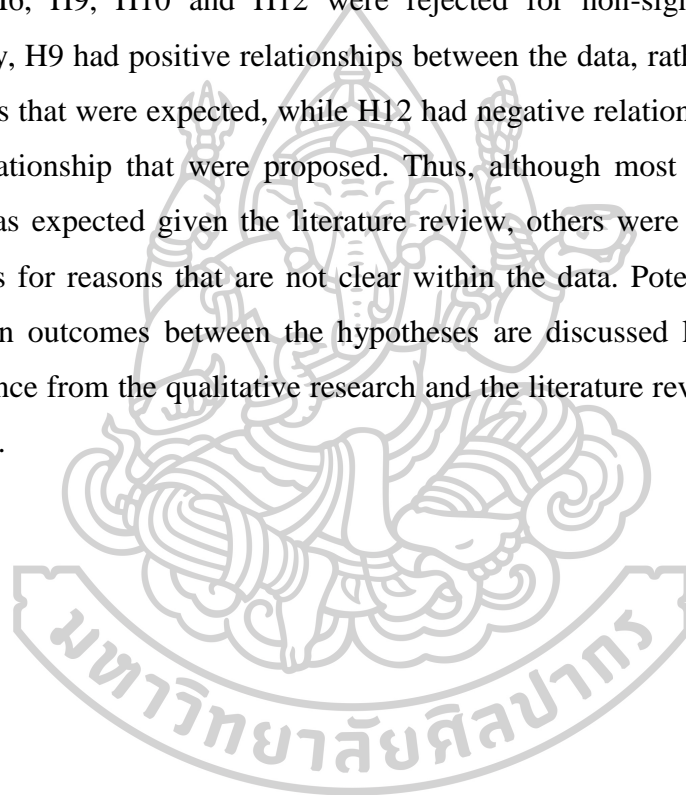 H6, H9, H10 and H12 were rejected for non-sig
y, H9 had positive relationships between the data, rath
s that were expected, while H12 had negative relation
ationship that were proposed. Thus, although most
as expected given the literature review, others were
s for reasons that are not clear within the data. Pote
n outcomes between the hypotheses are discussed
nce from the qualitative research and the literature rev
.
มหาวิทยาลัยศิลปากร